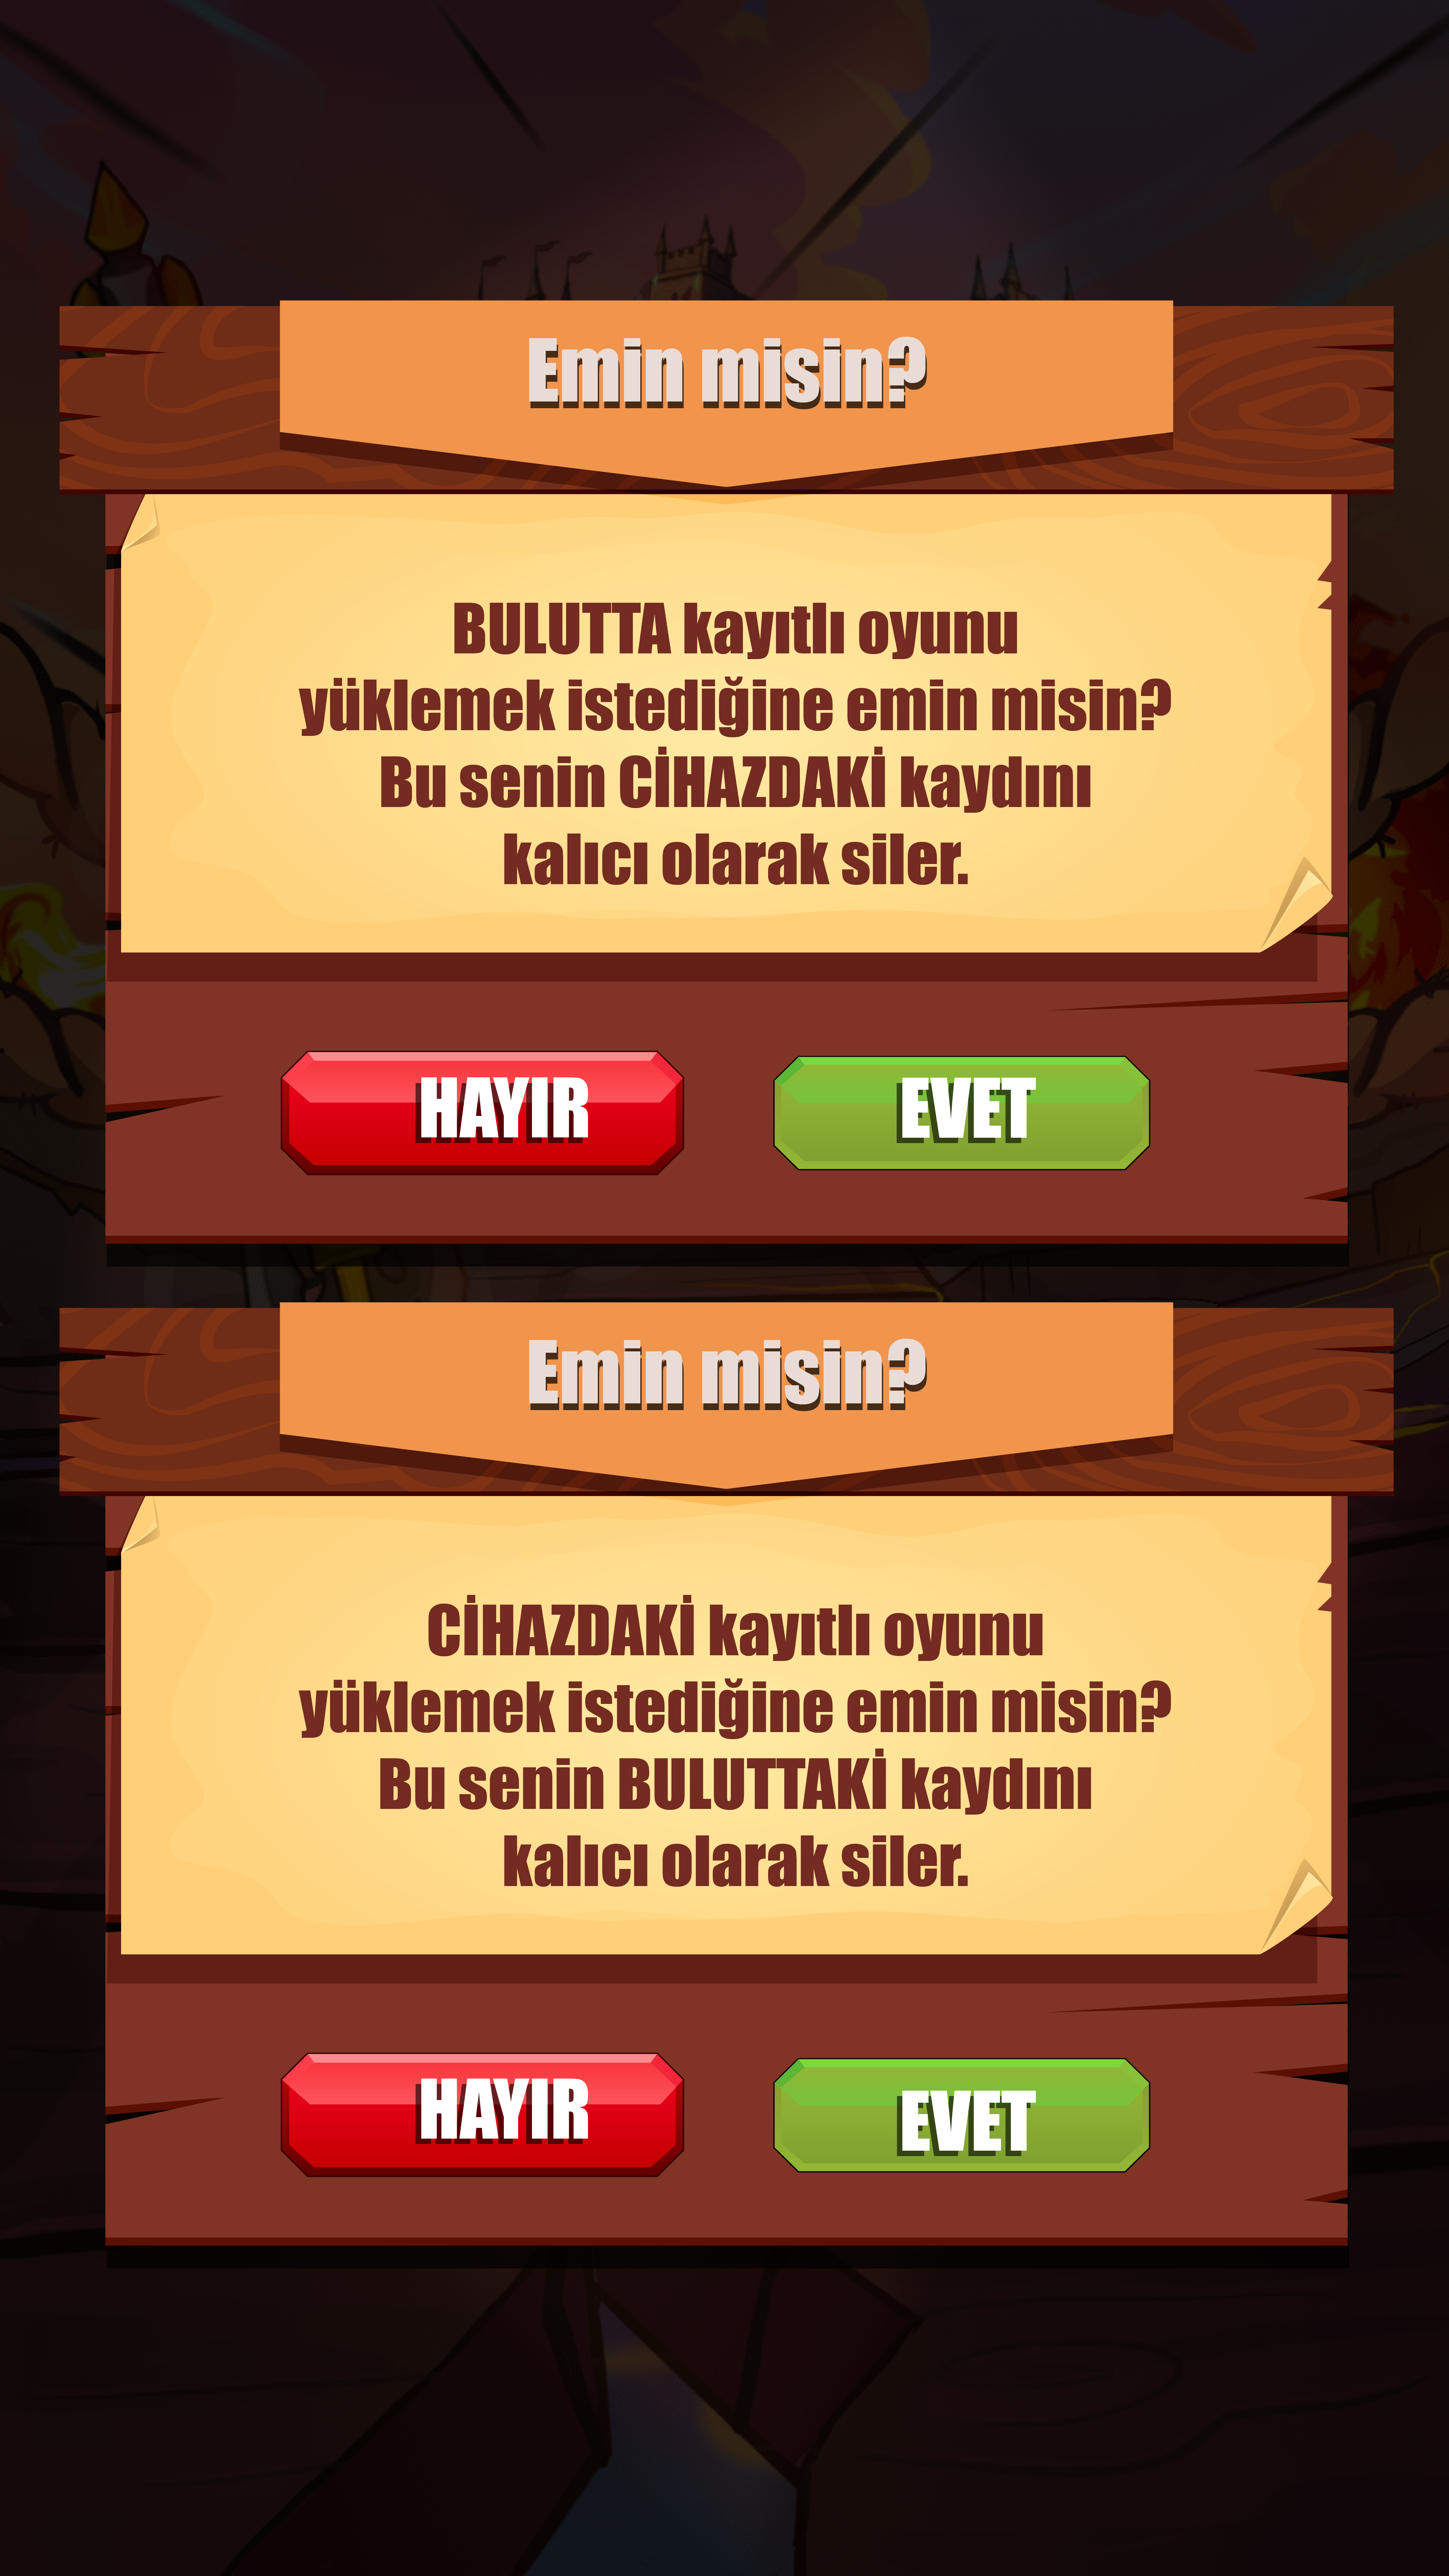 Emin misin?
BULUTTA kayıtlı oyunu
yüklemek istediğine emin misin?
Bu senin CİHAZDAKİ kaydını
kalıcı olarak siler.
HAYIR
EVET
Emin misin?
CİHAZDAKİ kayıtlı oyunu
yüklemek istediğine emin misin?
Bu senin BULUTTAKİ kaydını
kalıcı olarak siler.
HAYIR
EVET